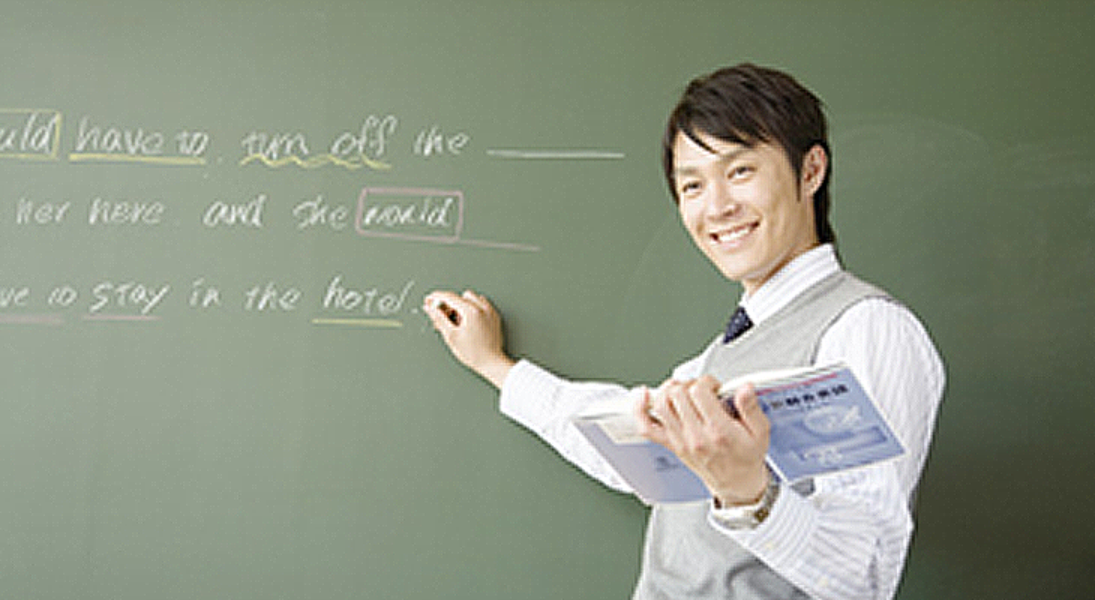 uld have to turn off the
her here and she would
ve to stay in the hotel.